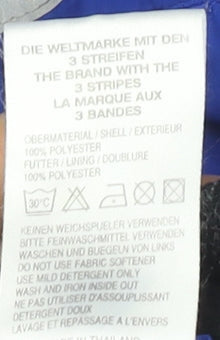 DIE WELTMARKE MIT DEN
3 STREIFEN
THE BRAND WITH THE
3 STRIPES
LA MARQUE AUX
3 BANDES
OBERMATERIAL / SHELL / EXTERIEUR
100% POLYESTER
FUTTER / LINING / DOUBLURE
100% POLYESTER
30°C
KEINEN WEICHSPUELER VERWENDEN
BITTE FEINWASCHMITTEL VERWENDEN
WASCHEN UND BUEGELN VON LINKS
DO NOT USE FABRIC SOFTENER
USE MILD DETERGENT ONLY
WASH AND IRON INSIDE OUT
NE PAS UTILISER D'ASSOUPLISSANT
DETERGENT DOUX
LAVAGE ET REPASSAGE A L'ENVERS